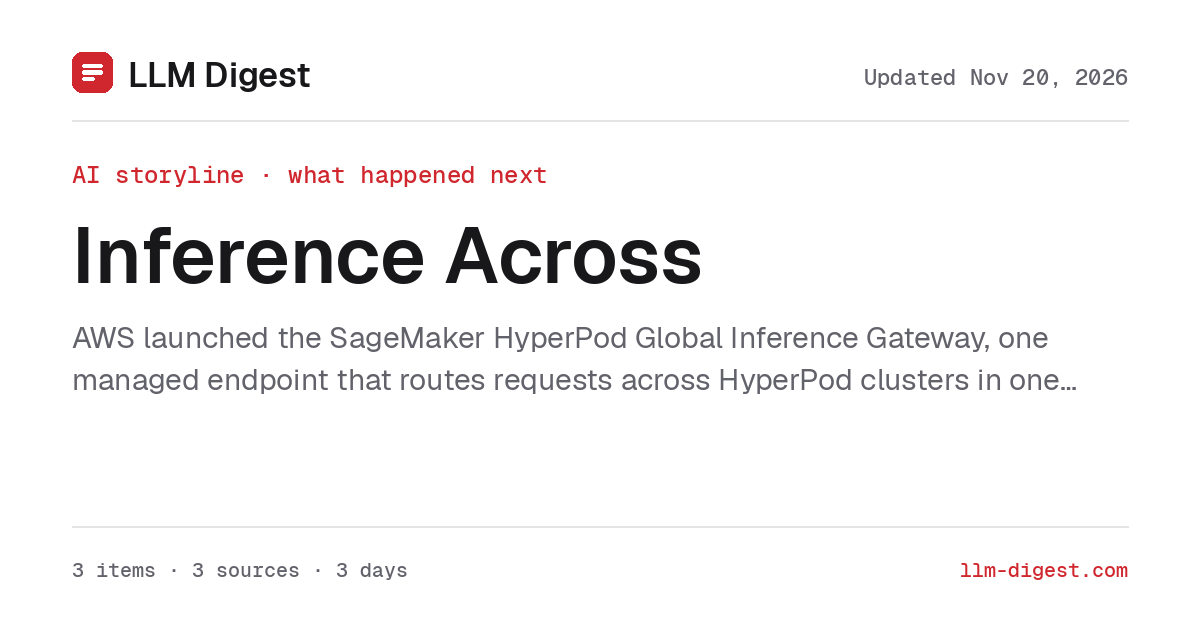 LLM Digest
Updated Nov 20, 2026
AI storyline · what happened next
Inference Across
AWS launched the SageMaker HyperPod Global Inference Gateway, one
managed endpoint that routes requests across HyperPod clusters in one…
3 items · 3 sources · 3 days
llm-digest.com